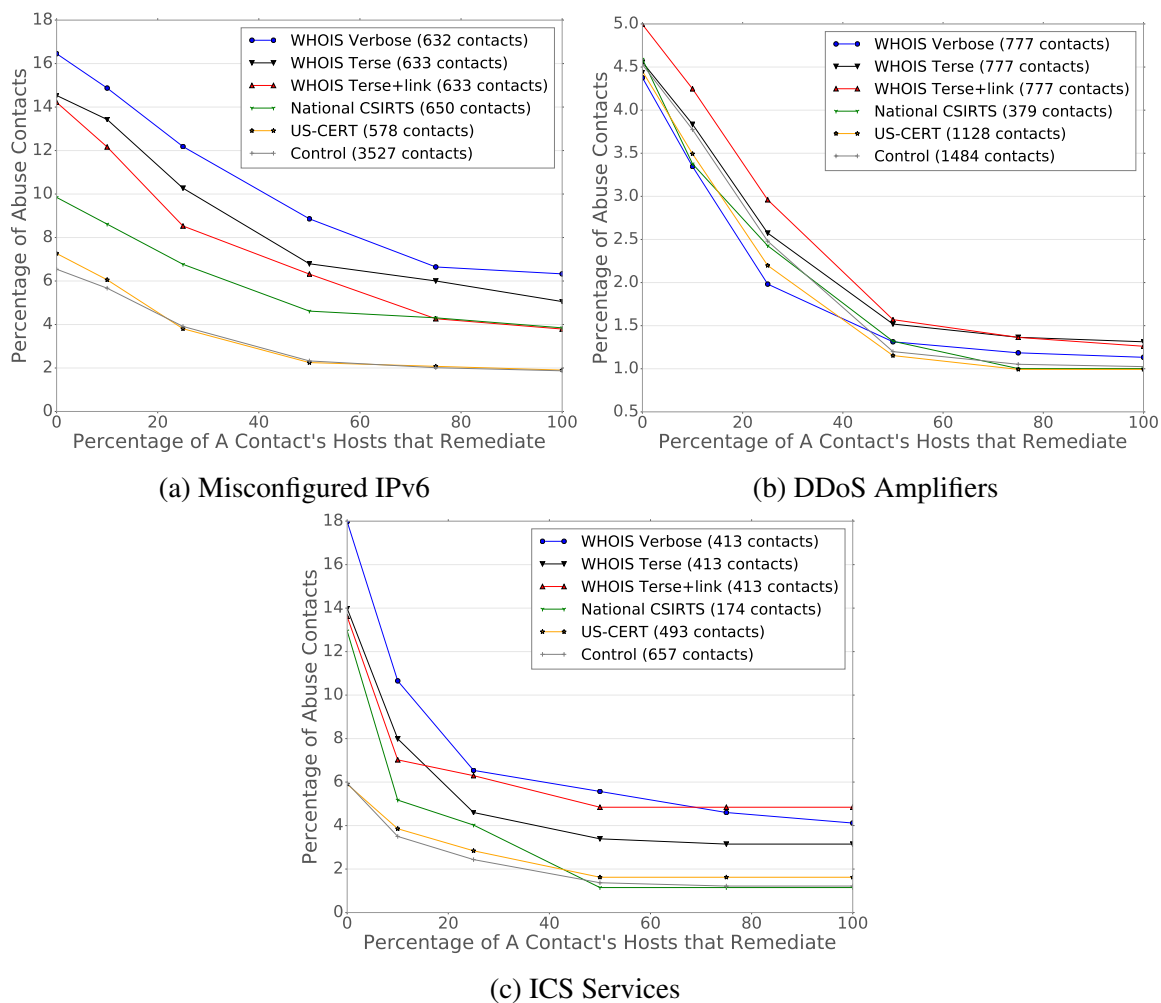 18
16
14
12
10
8
6
4
2
0
Percentage of Abuse Contacts
WHOIS Verbose (632 contacts)
WHOIS Terse (633 contacts)
WHOIS Terse+link (633 contacts)
National CSIRTS (650 contacts)
US-CERT (578 contacts)
Control (3527 contacts)
0 20 40 60 80 100
Percentage of A Contact's Hosts that Remediate
(a) Misconfigured IPv6
5.0
4.5
4.0
3.5
3.0
2.5
2.0
1.5
1.0
0.5
Percentage of Abuse Contacts
WHOIS Verbose (777 contacts)
WHOIS Terse (777 contacts)
WHOIS Terse+link (777 contacts)
National CSIRTS (379 contacts)
US-CERT (1128 contacts)
Control (1484 contacts)
0 20 40 60 80 100
Percentage of A Contact's Hosts that Remediate
(b) DDoS Amplifiers
18
16
14
12
10
8
6
4
2
0
Percentage of Abuse Contacts
WHOIS Verbose (413 contacts)
WHOIS Terse (413 contacts)
WHOIS Terse+link (413 contacts)
National CSIRTS (174 contacts)
US-CERT (493 contacts)
Control (657 contacts)
0 20 40 60 80 100
Percentage of A Contact's Hosts that Remediate
(c) ICS Services